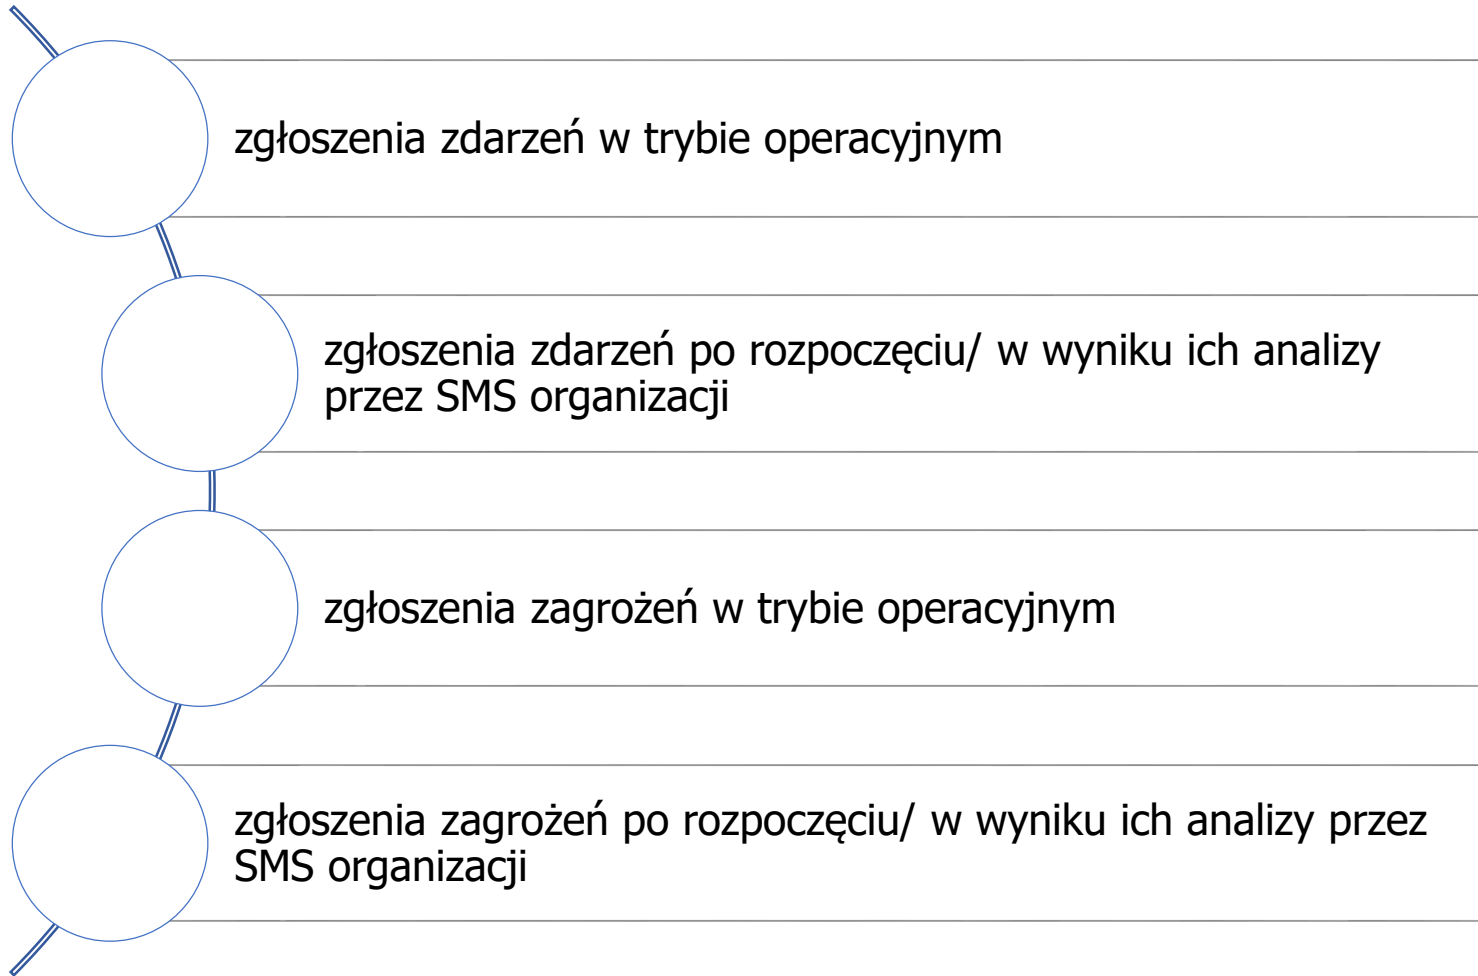 zgłoszenia zdarzeń w trybie operacyjnym
zgłoszenia zdarzeń po rozpoczęciu/ w wyniku ich analizy
przez SMS organizacji
zgłoszenia zagrożeń w trybie operacyjnym
zgłoszenia zagrożeń po rozpoczęciu/ w wyniku ich analizy przez
SMS organizacji